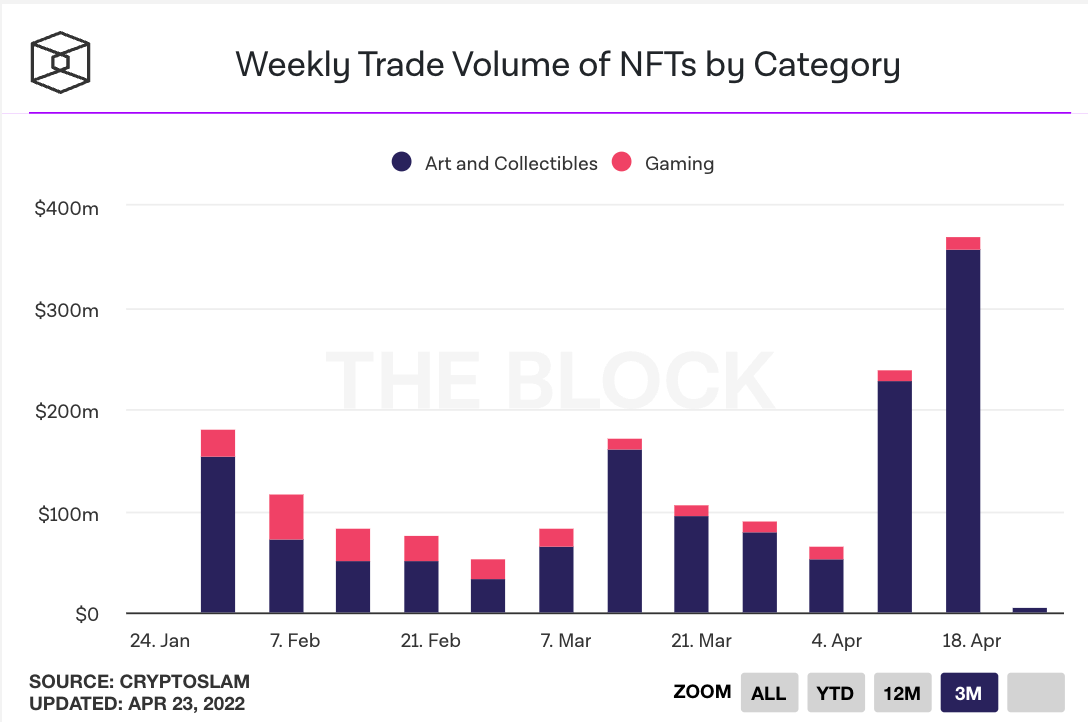 Weekly Trade Volume of NFTs by Category
Art and Collectibles Gaming
$400m
$300m
THE BLOCK
$200m
$100m
$0
24. Jan 7. Feb 21. Feb 7. Mar 21. Mar 4. Apr 18. Apr
SOURCE: CRYPTOSLAM
UPDATED: APR 23, 2022
ZOOM ALL YTD 12M 3M